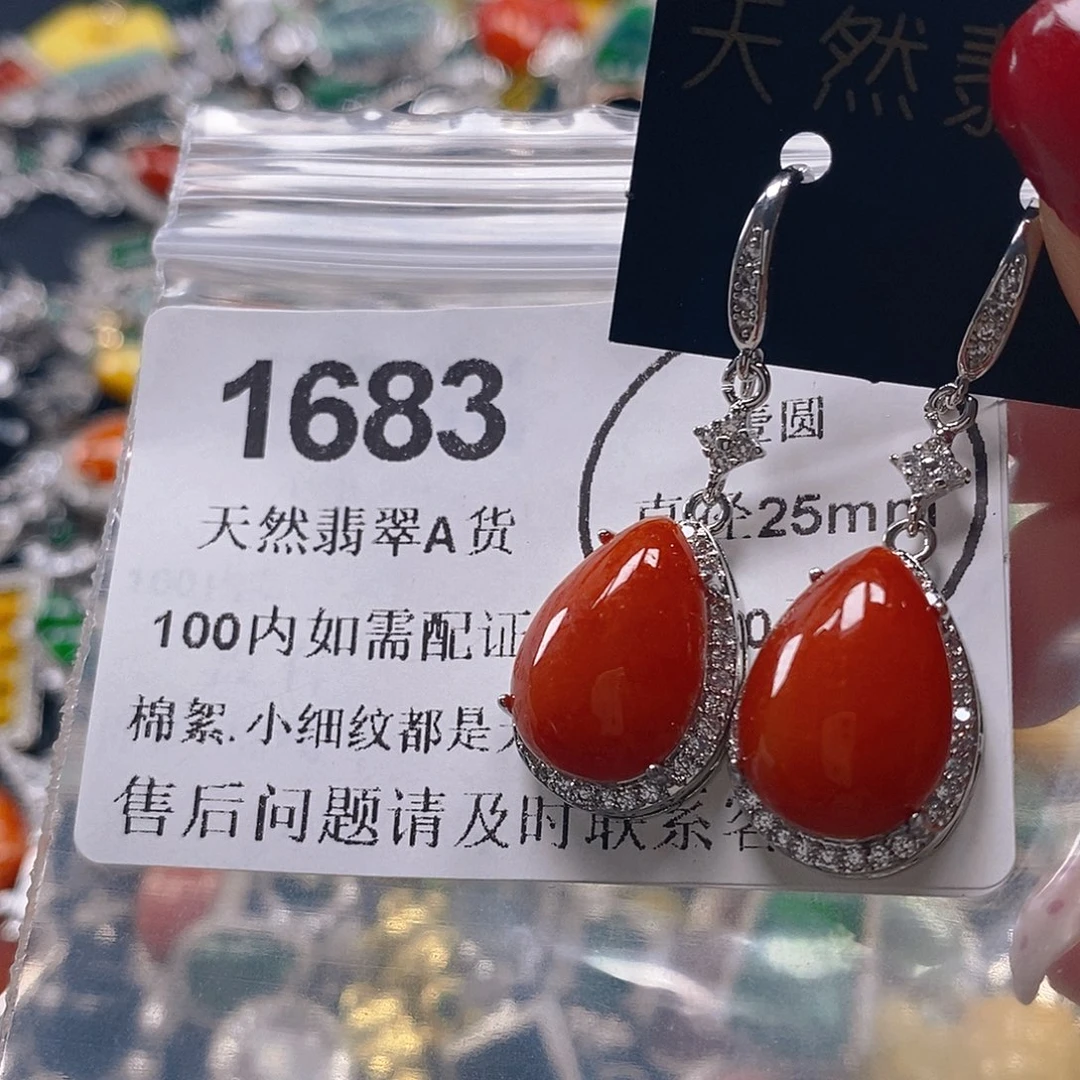 天然翡
1683
壹圆
天然翡翠A货
直径25mm
100内如需配证
棉絮.小细纹都是天
售后问题请及时联系客